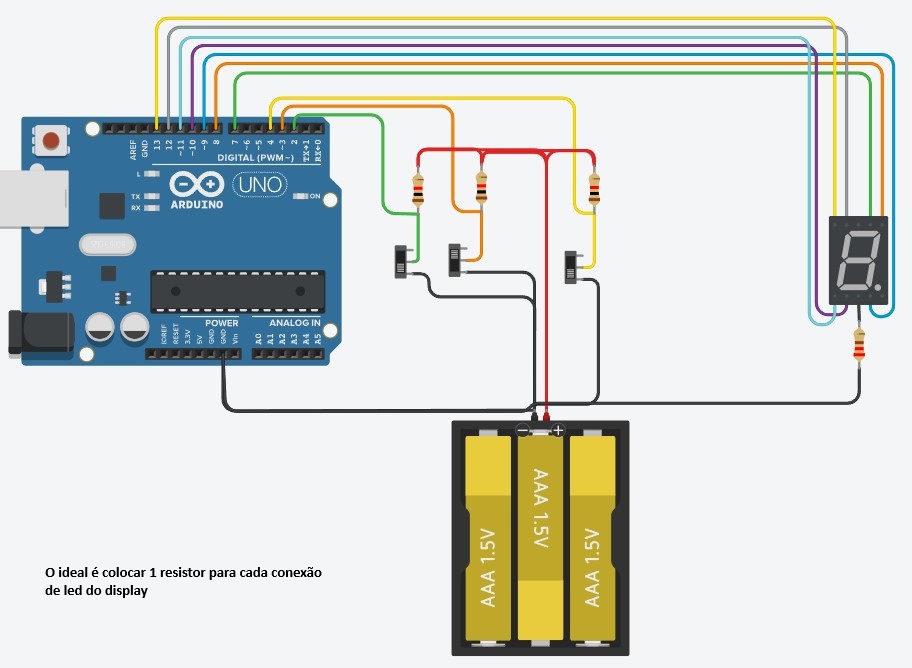 AREF
GND
13
12
~11
~10
~9
8
7
~6
~5
4
~3
2
TX→1
RX←0
DIGITAL (PWM~)
L
TX
RX
ARDUINO
UNO
ON
POWER
ANALOG IN
IOREF
RESET
3.3V
5V
GND
GND
Vin
A0
A1
A2
A3
A4
A5
AAA 1.5V
AAA 1.5V
AAA 1.5V
O ideal é colocar 1 resistor para cada conexão
de led do display